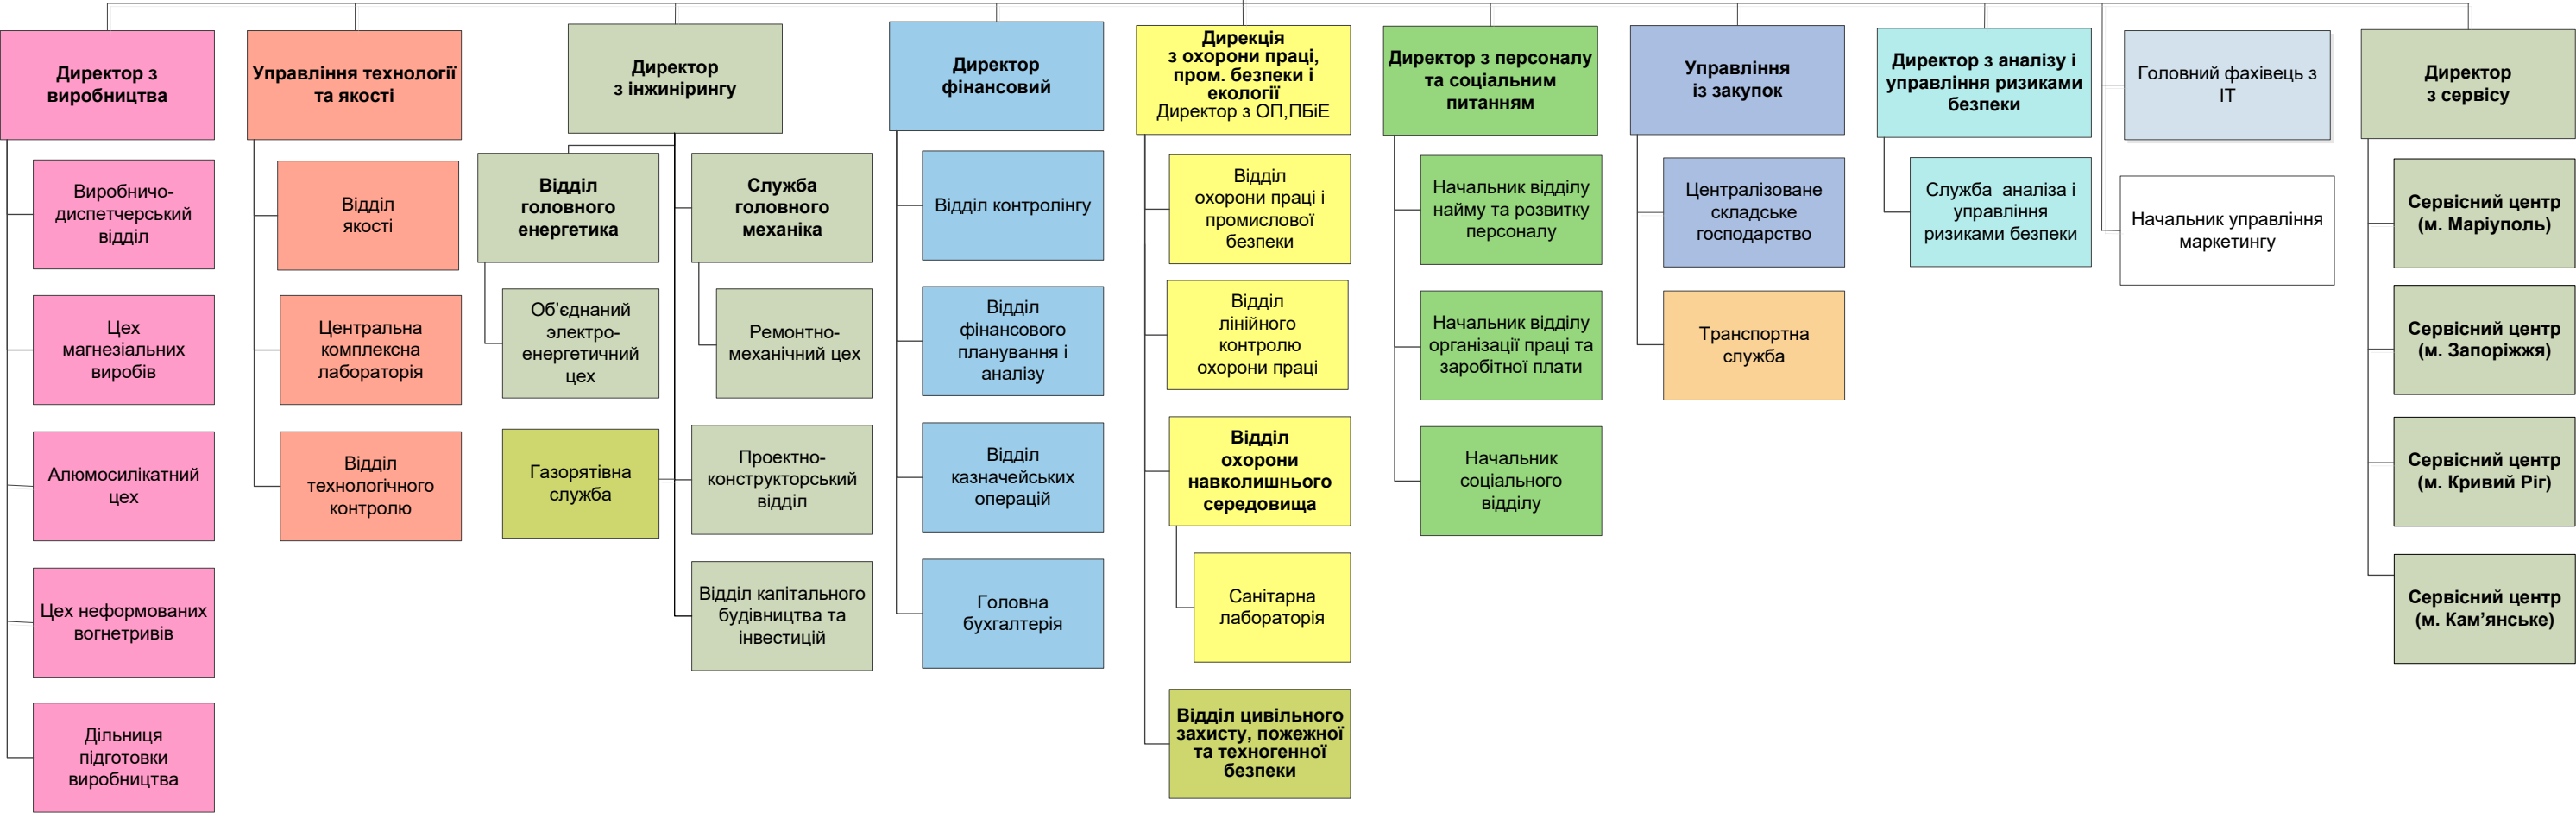 Директор з
виробництва
Виробничо-
диспетчерський
відділ
Цех
магнезіальних
виробів
Алюмосилікатний
цех
Цех неформованих
вогнетривів
Дільниця
підготовки
виробництва
Управління технології
та якості
Відділ
якості
Центральна
комплексна
лабораторія
Відділ
технологічного
контролю
Директор
з інжинірингу
Відділ
головного
енергетика
Об’єднаний
электро-
енергетичний
цех
Газорятівна
служба
Служба
головного
механіка
Ремонтно-
механічний цех
Проектно-
конструкторський
відділ
Відділ капітального
будівництва та
інвестицій
Директор
фінансовий
Відділ контролінгу
Відділ
фінансового
планування і
аналізу
Відділ
казначейських
операцій
Головна
бухгалтерія
Дирекція
з охорони праці,
пром. безпеки і
екології
Директор з ОП,ПБіЕ
Відділ
охорони праці і
промислової
безпеки
Відділ
лінійного
контролю
охорони праці
Відділ
охорони
навколишнього
середовища
Санітарна
лабораторія
Відділ цивільного
захисту, пожежної
та техногенної
безпеки
Директор з персоналу
та соціальним
питанням
Начальник відділу
найму та розвитку
персоналу
Начальник відділу
організації праці та
заробітної плати
Начальник
соціального
відділу
Управління
із закупок
Централізоване
складське
господарство
Транспортна
служба
Директор з аналізу і
управління ризиками
безпеки
Служба аналіза і
управління
ризиками безпеки
Головний фахівець з
ІТ
Начальник управління
маркетингу
Директор
з сервісу
Сервісний центр
(м. Маріуполь)
Сервісний центр
(м. Запоріжжя)
Сервісний центр
(м. Кривий Ріг)
Сервісний центр
(м. Кам’янське)